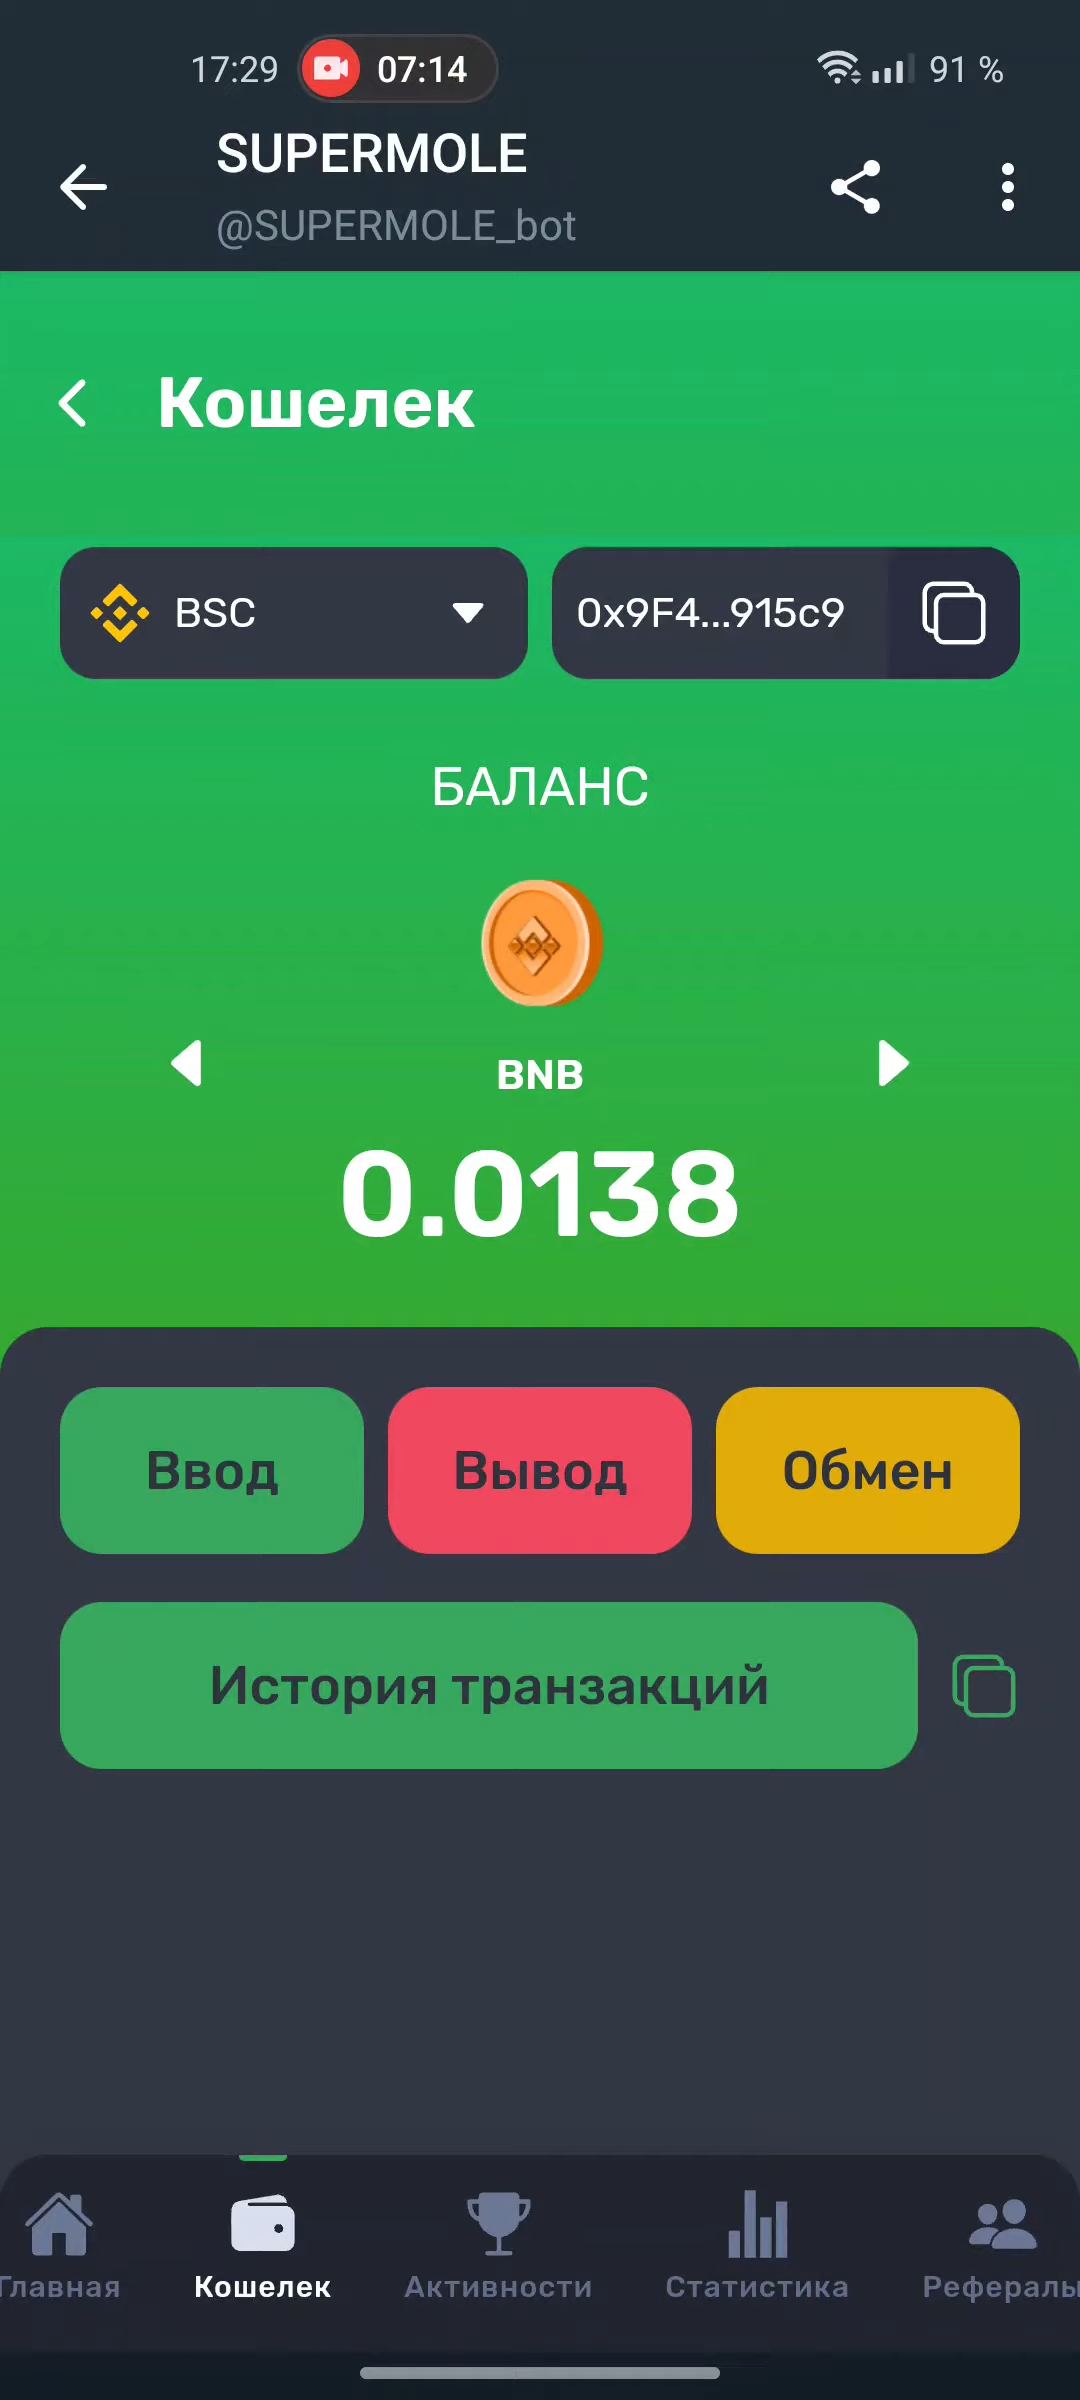 17:29 07:14 91 %
SUPERMOLE
@SUPERMOLE_bot
Кошелек
BSC 0x9F4...915c9
БАЛАНС
BNB
0.0138
Ввод Вывод Обмен
История транзакций
Главная Кошелек Активности Статистика Рефералы